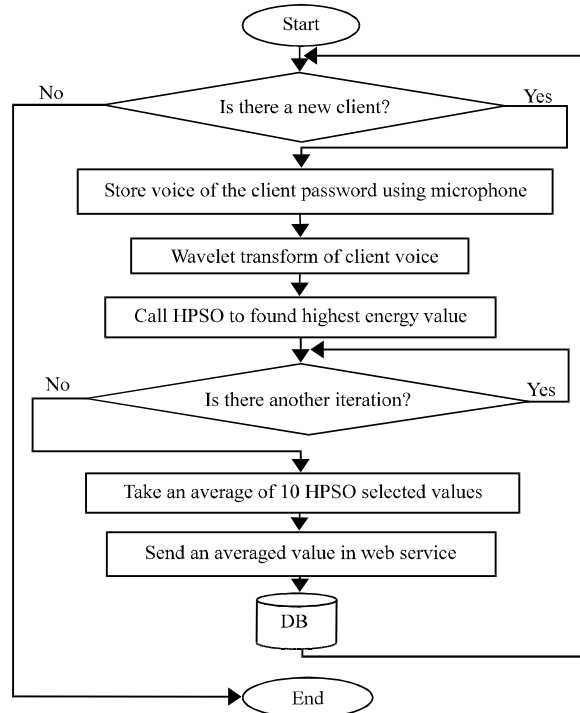 Start
No
Is there a new client?
Yes
Store voice of the client password using microphone
Wavelet transform of client voice
Call HPSO to found highest energy value
No
Is there another iteration?
Yes
Take an average of 10 HPSO selected values
Send an averaged value in web service
DB
End